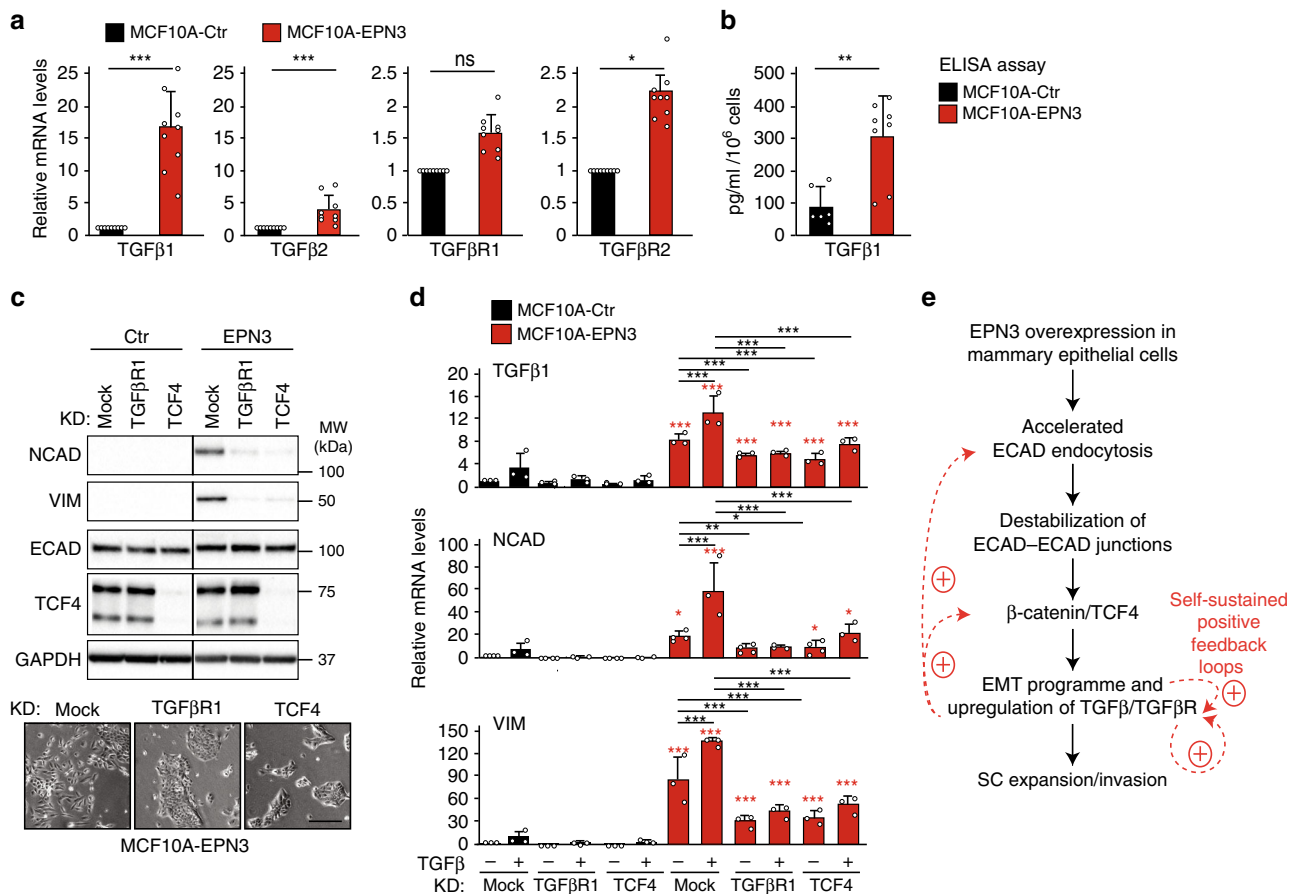 a
MCF10A-Ctr
MCF10A-EPN3
Relative mRNA levels
***
25
20
15
10
5
0
TGFβ1
***
25
20
15
10
5
0
TGFβ2
ns
2.5
2
1.5
1
0.5
0
TGFβR1
*
2.5
2
1.5
1
0.5
0
TGFβR2
b
**
pg/ml /10⁶ cells
500
400
300
200
100
0
TGFβ1
ELISA assay
MCF10A-Ctr
MCF10A-EPN3
c
Ctr
EPN3
KD:
Mock
TGFβR1
TCF4
Mock
TGFβR1
TCF4
MW
(kDa)
NCAD
100
VIM
50
ECAD
100
TCF4
75
GAPDH
37
KD:
Mock
TGFβR1
TCF4
MCF10A-EPN3
d
MCF10A-Ctr
MCF10A-EPN3
Relative mRNA levels
TGFβ1
20
16
12
8
4
0
***
***
***
***
***
*** *** *** *** *** ***
NCAD
100
80
60
40
20
0
***
***
*
**
***
* *** * *
VIM
150
120
90
60
30
0
***
***
***
***
***
*** *** *** *** *** ***
TGFβ
– + – + – + – + – + – +
KD:
Mock TGFβR1 TCF4 Mock TGFβR1 TCF4
e
EPN3 overexpression in
mammary epithelial cells
Accelerated
ECAD endocytosis
Destabilization of
ECAD–ECAD junctions
+
β-catenin/TCF4
Self-sustained
positive
feedback
loops
+
EMT programme and
upregulation of TGFβ/TGFβR
+
+
SC expansion/invasion